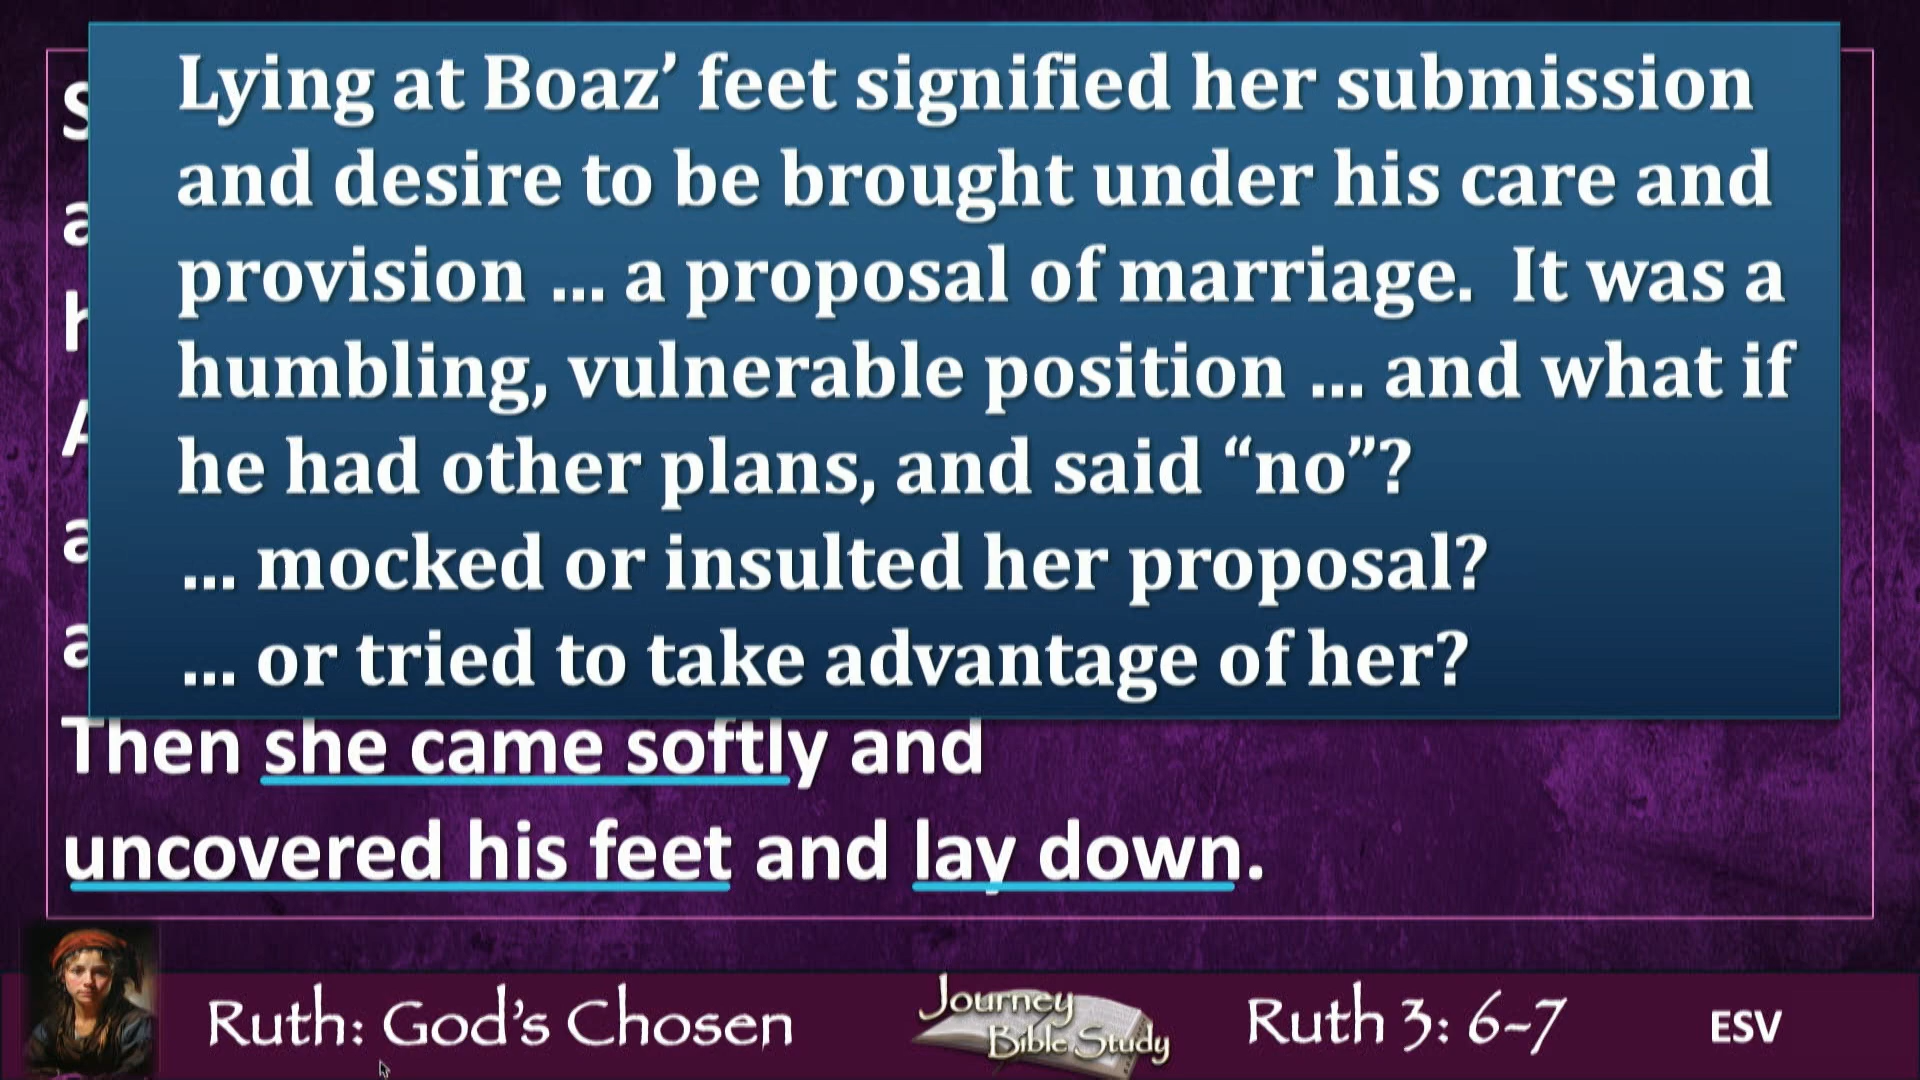 Lying at Boaz’ feet signified her submission
and desire to be brought under his care and
provision ... a proposal of marriage.  It was a
humbling, vulnerable position ... and what if
he had other plans, and said “no”?
... mocked or insulted her proposal?
... or tried to take advantage of her?
Then she came softly and
uncovered his feet and lay down.
Ruth: God’s Chosen
Journey
Bible Study
Ruth 3: 6-7
ESV